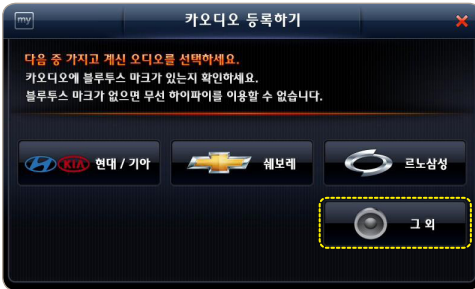 my
카오디오 등록하기
다음 중 가지고 계신 오디오를 선택하세요.
카오디오에 블루투스 마크가 있는지 확인하세요.
블루투스 마크가 없으면 무선 하이파이를 이용할 수 없습니다.
KIA 현대 / 기아
쉐보레
르노삼성
그 외